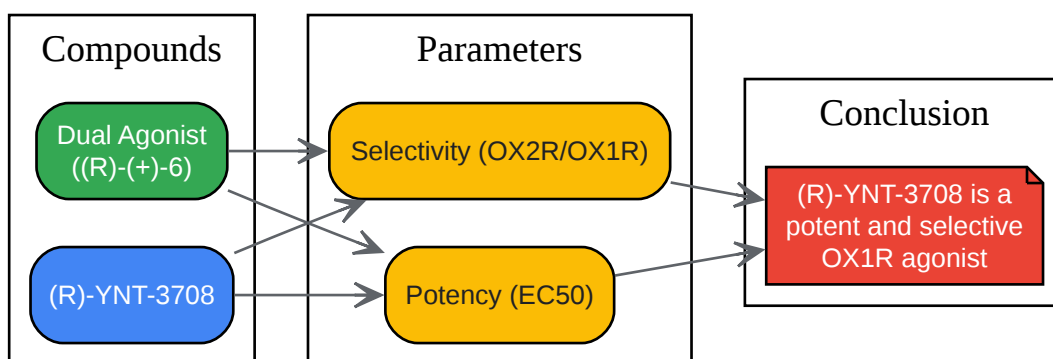 Compounds
Dual Agonist
((R)-(+)-6)
(R)-YNT-3708
Parameters
Selectivity (OX2R/OX1R)
Potency (EC50)
Conclusion
(R)-YNT-3708 is a
potent and selective
OX1R agonist